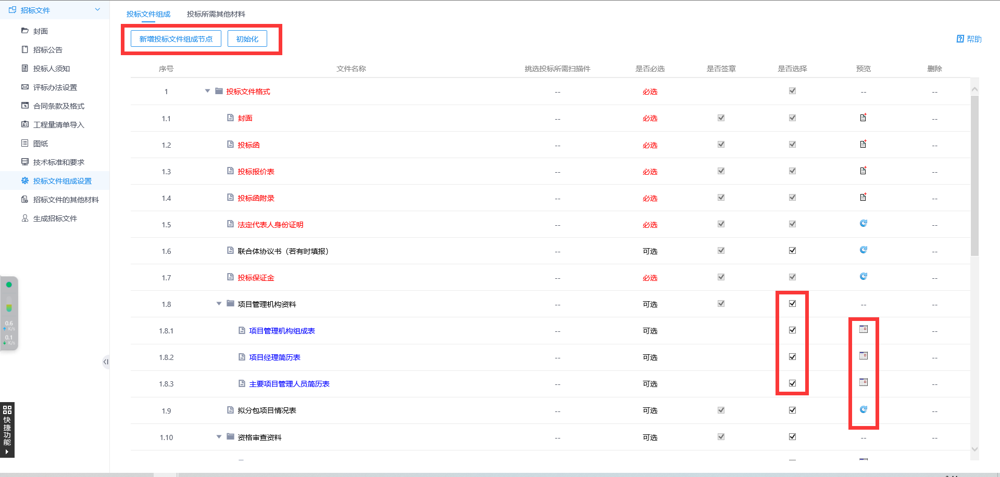 招标文件
封面
招标公告
投标人须知
评标办法设置
合同条款及格式
工程量清单导入
图纸
技术标准和要求
投标文件组成设置
招标文件的其他材料
生成招标文件
0.6
K/s
0.1
K/s
快捷功能
投标文件组成 投标所需其他材料
新增投标文件组成节点 初始化
帮助
序号 文件名称 挑选投标所需扫描件 是否必选 是否签章 是否选择 预览 删除
1 投标文件格式 -- 必选 -- --
1.1 封面 -- 必选 --
1.2 投标函 -- 必选 --
1.3 投标报价表 -- 必选 --
1.4 投标函附录 -- 必选 --
1.5 法定代表人身份证明 -- 必选 --
1.6 联合体协议书（若有时填报） -- 可选 --
1.7 投标保证金 -- 必选 --
1.8 项目管理机构资料 -- 可选 -- --
1.8.1 项目管理机构组成表 -- 可选 --
1.8.2 项目经理简历表 -- 可选 --
1.8.3 主要项目管理人员简历表 -- 可选 --
1.9 拟分包项目情况表 -- 可选 --
1.10 资格审查资料 -- 可选 -- --